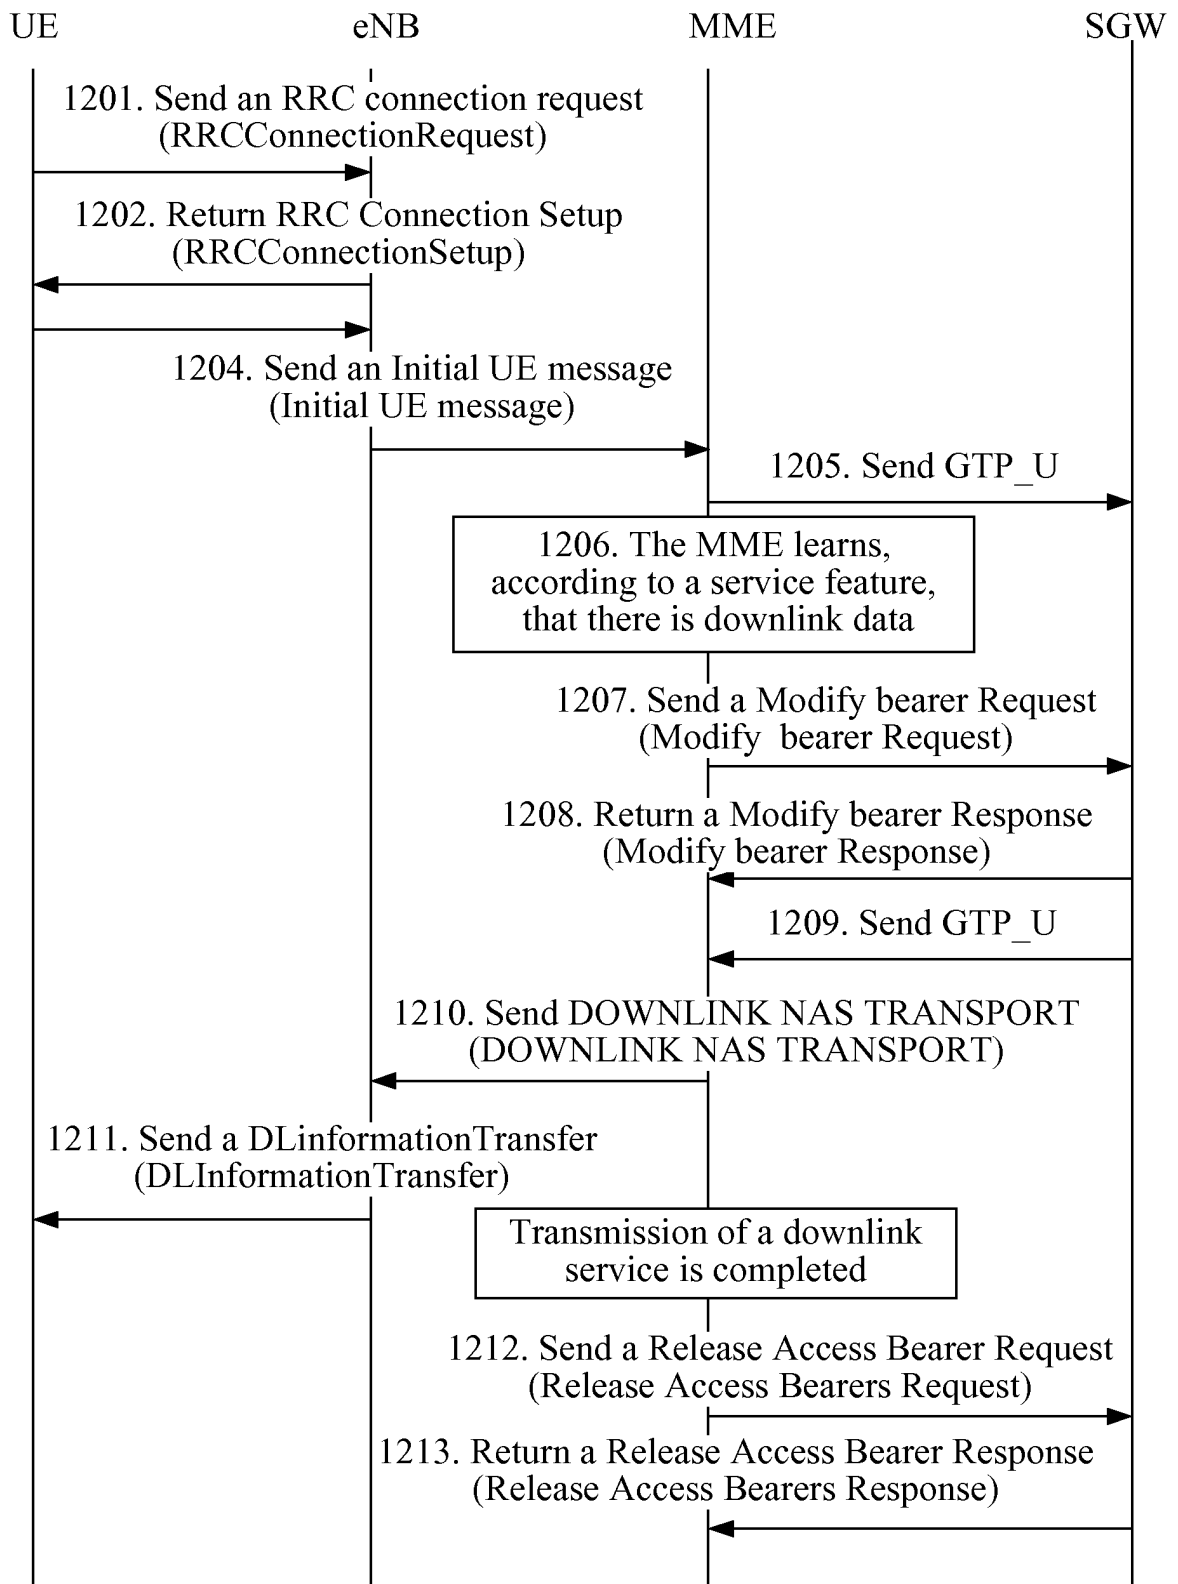 UE eNB MME SGW
1201. Send an RRC connection request
(RRCConnectionRequest)
1202. Return RRC Connection Setup
(RRCConnectionSetup)
1204. Send an Initial UE message
(Initial UE message)
1205. Send GTP_U
1206. The MME learns,
according to a service feature,
that there is downlink data
1207. Send a Modify bearer Request
(Modify bearer Request)
1208. Return a Modify bearer Response
(Modify bearer Response)
1209. Send GTP_U
1210. Send DOWNLINK NAS TRANSPORT
(DOWNLINK NAS TRANSPORT)
1211. Send a DLinformationTransfer
(DLInformationTransfer)
Transmission of a downlink
service is completed
1212. Send a Release Access Bearer Request
(Release Access Bearers Request)
1213. Return a Release Access Bearer Response
(Release Access Bearers Response)